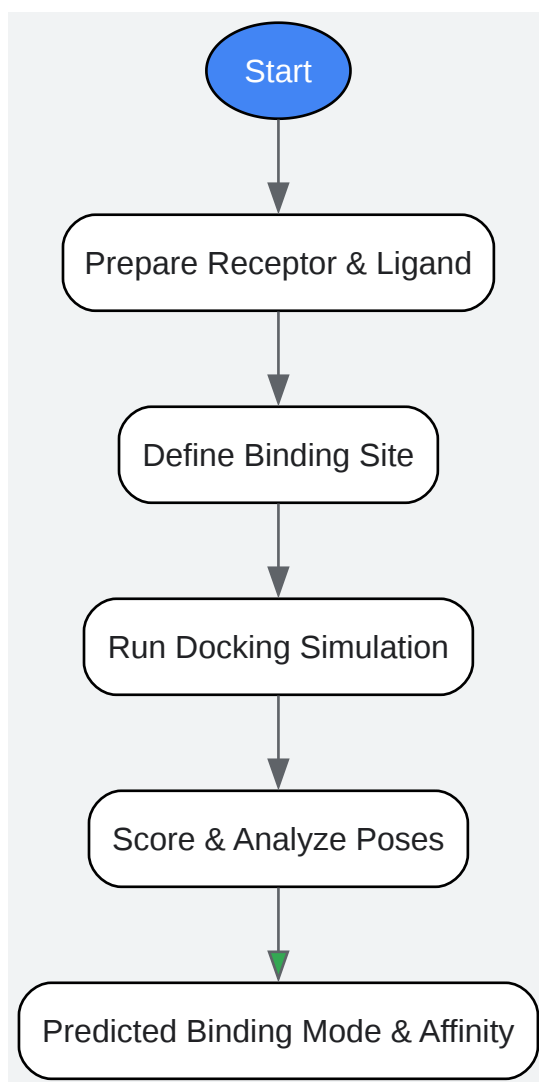 Start
Prepare Receptor & Ligand
Define Binding Site
Run Docking Simulation
Score & Analyze Poses
Predicted Binding Mode & Affinity